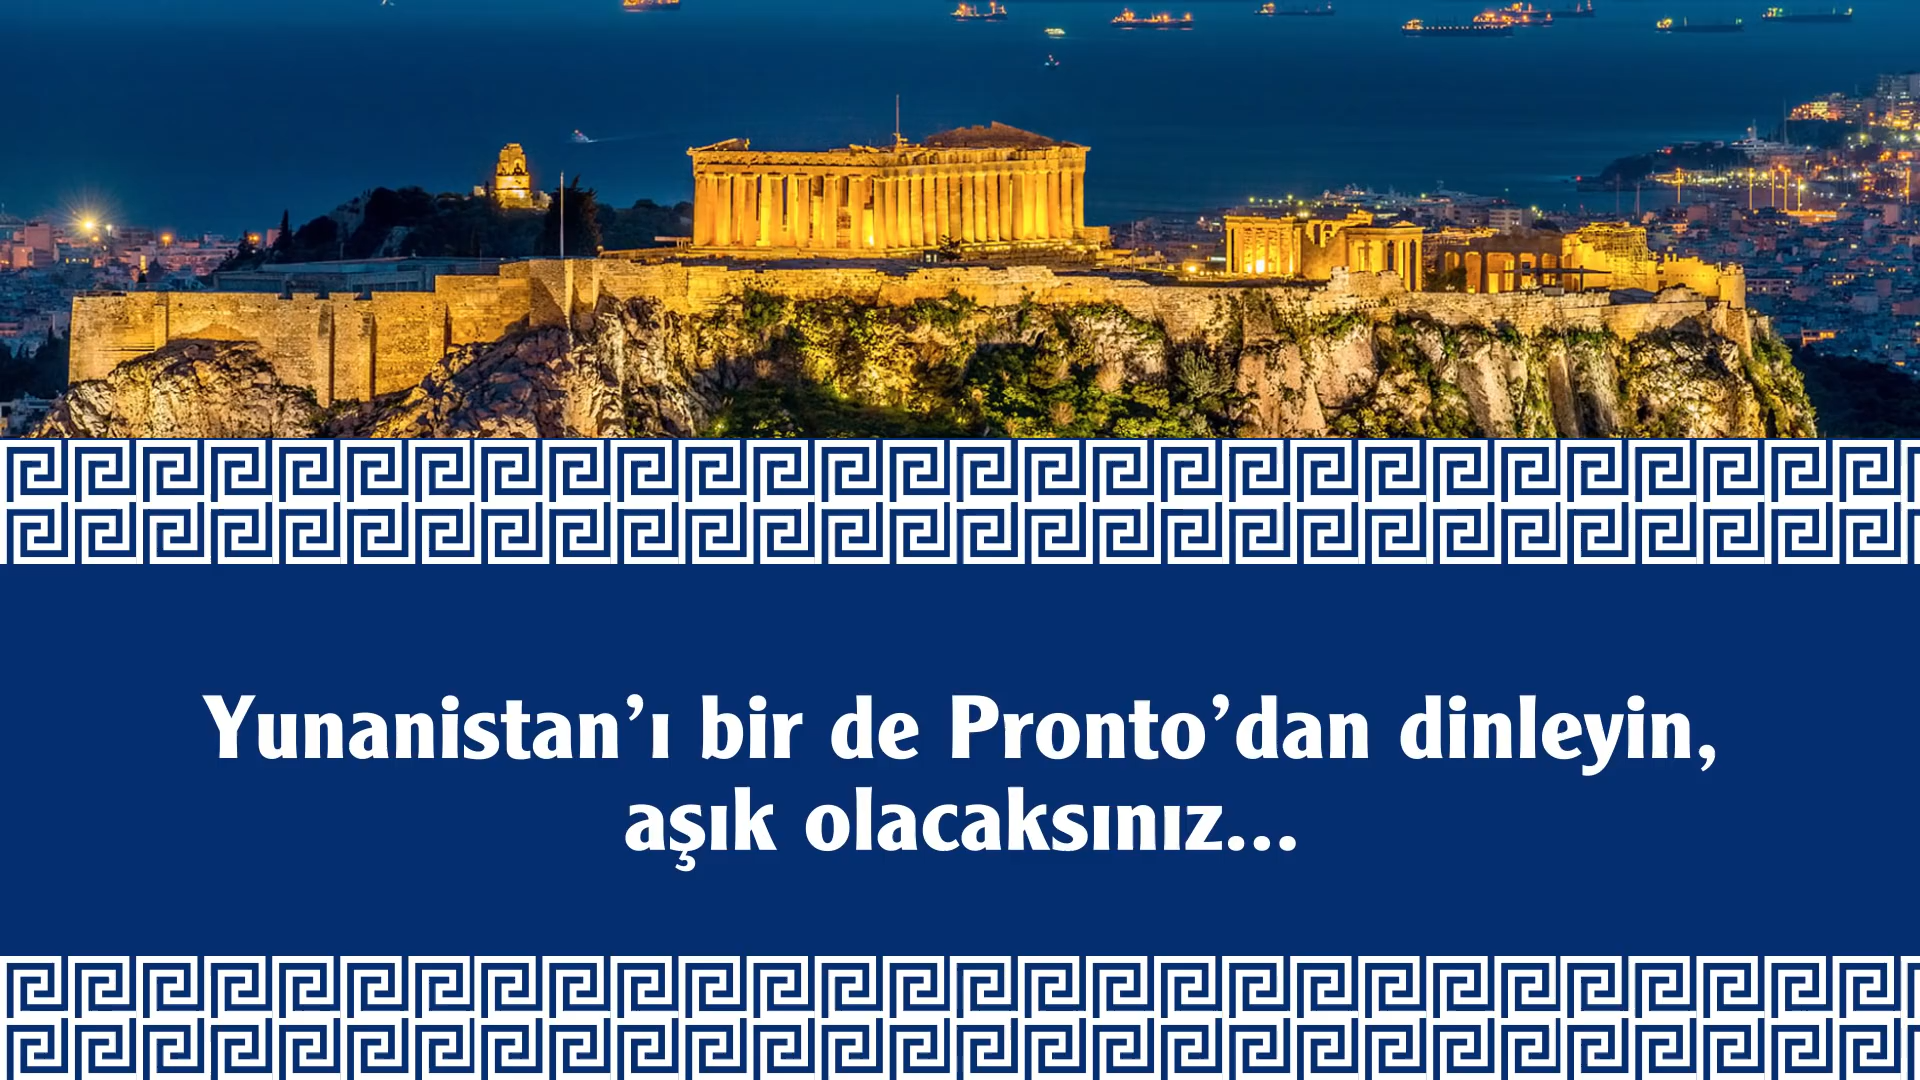 Yunanistan’ı bir de Pronto’dan dinleyin,
aşık olacaksınız...